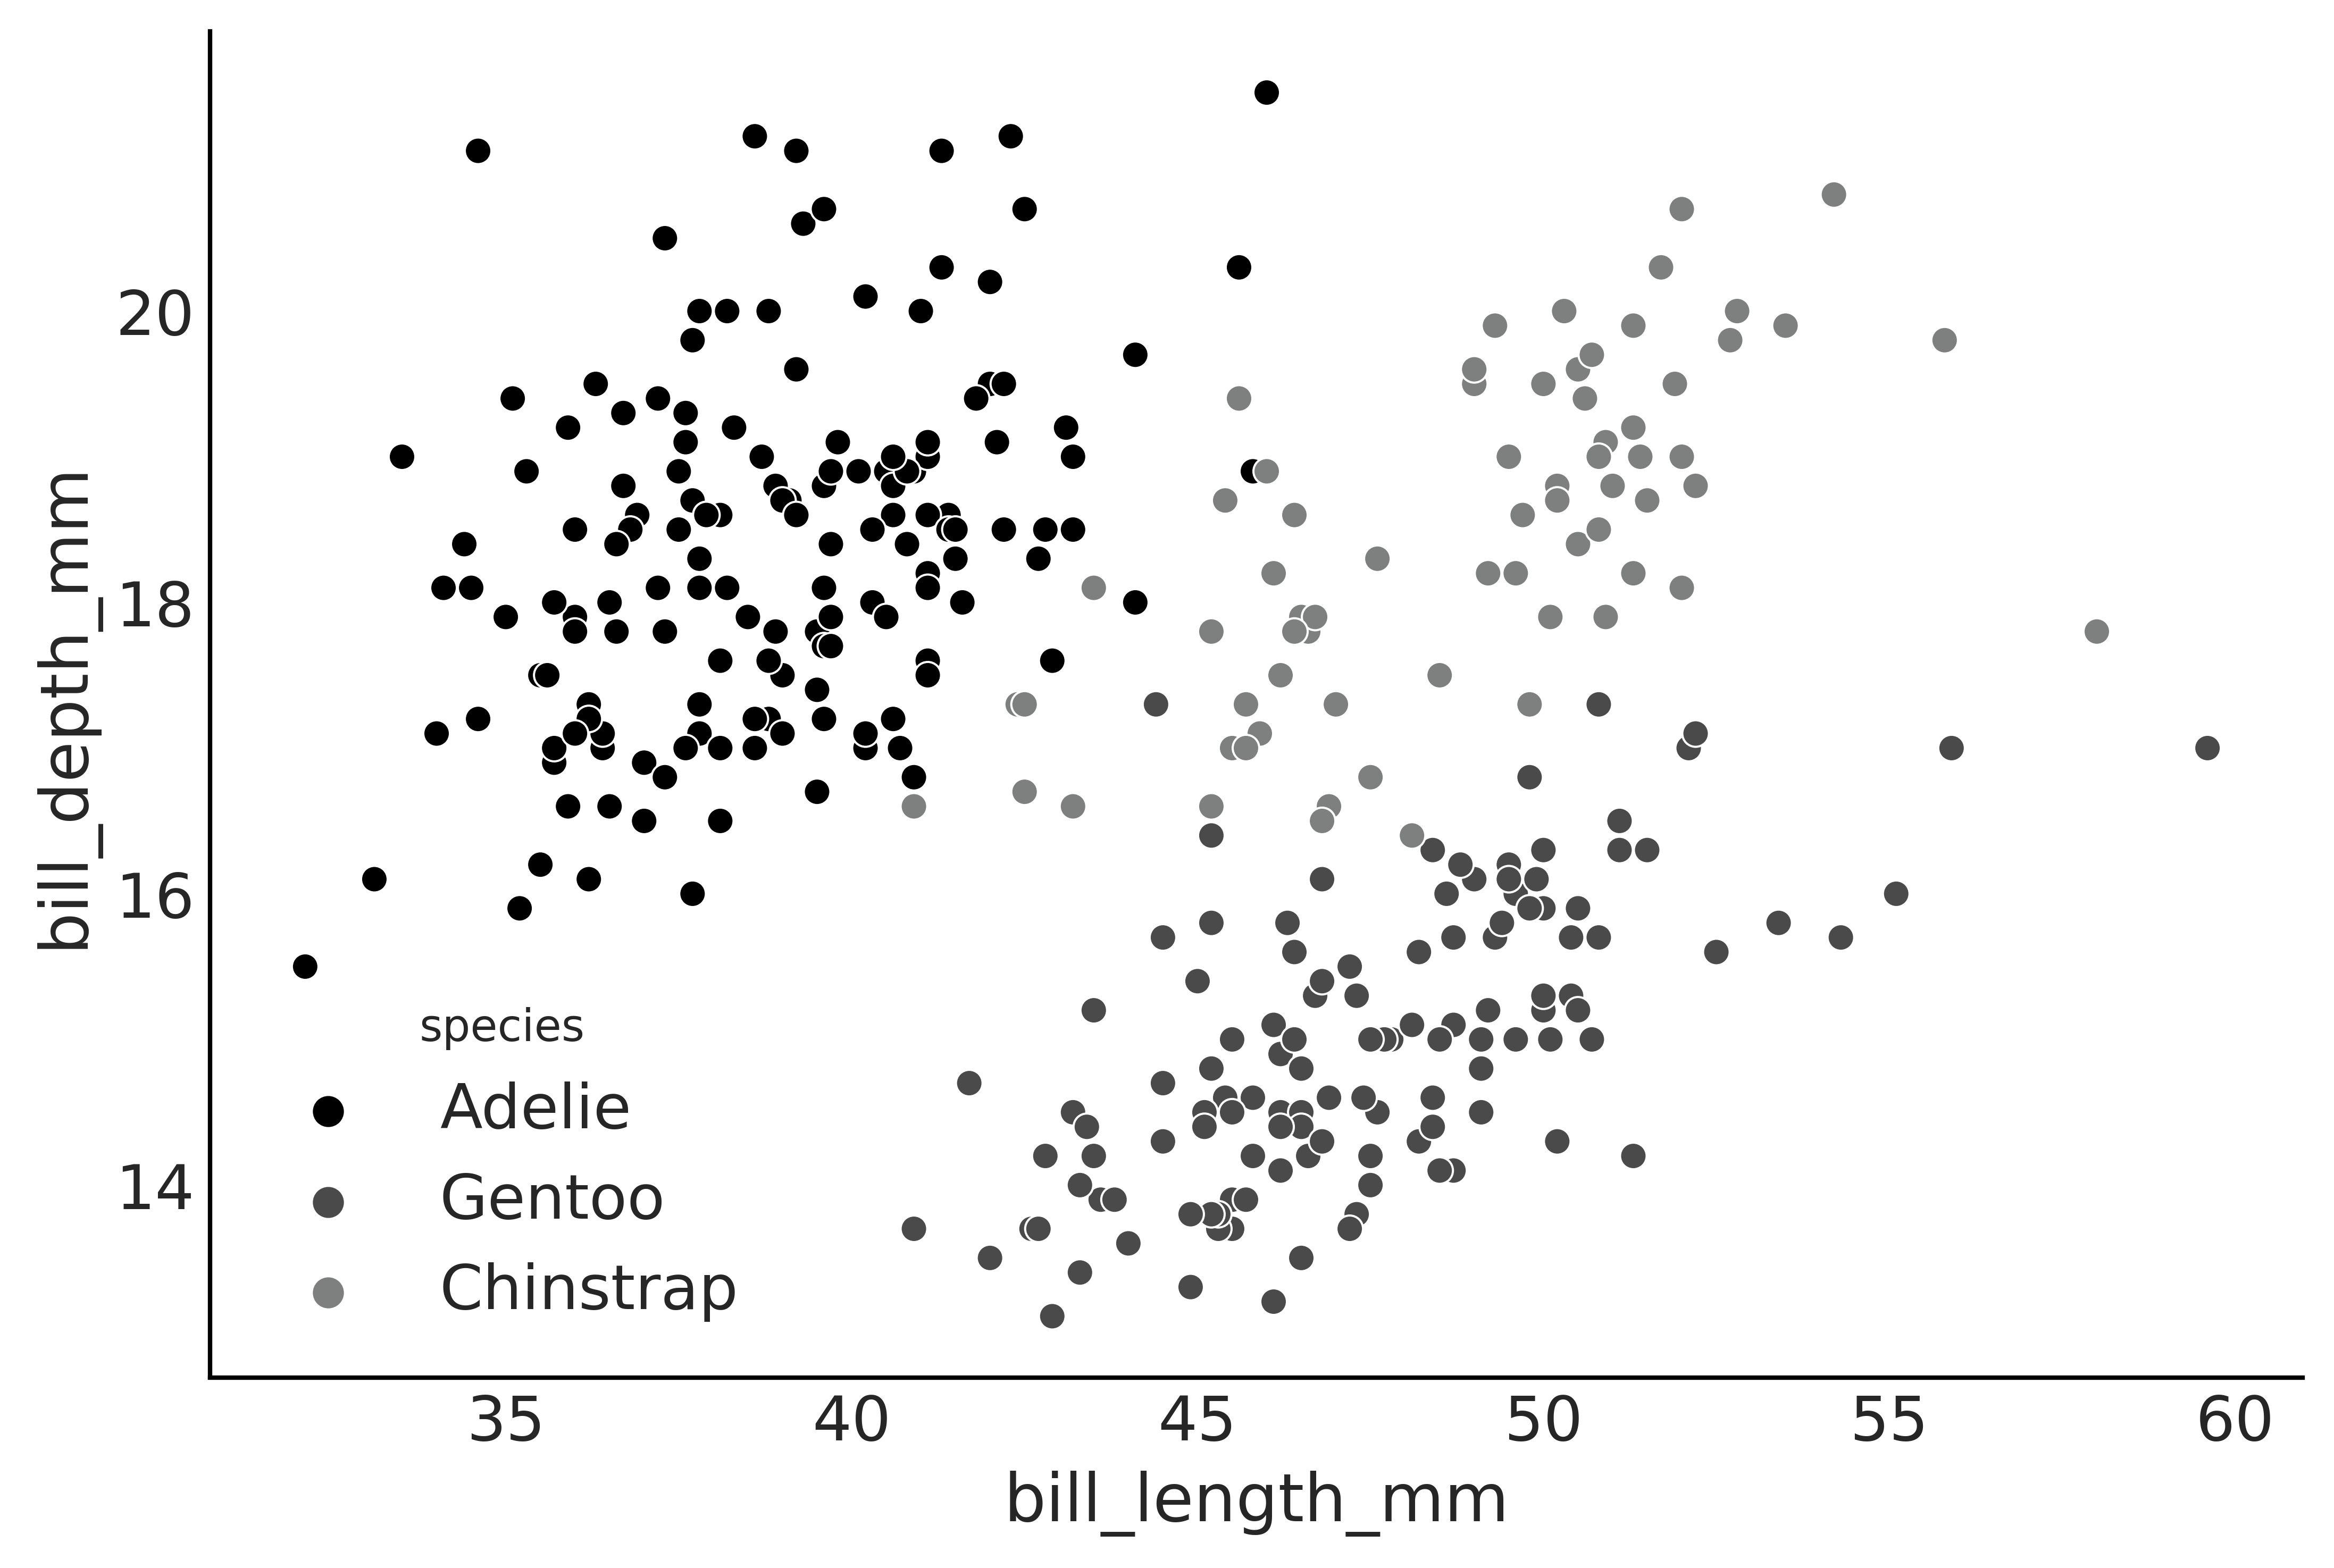 20
18
16
14
bill_depth_mm
species
Adelie
Gentoo
Chinstrap
35 40 45 50 55 60
bill_length_mm